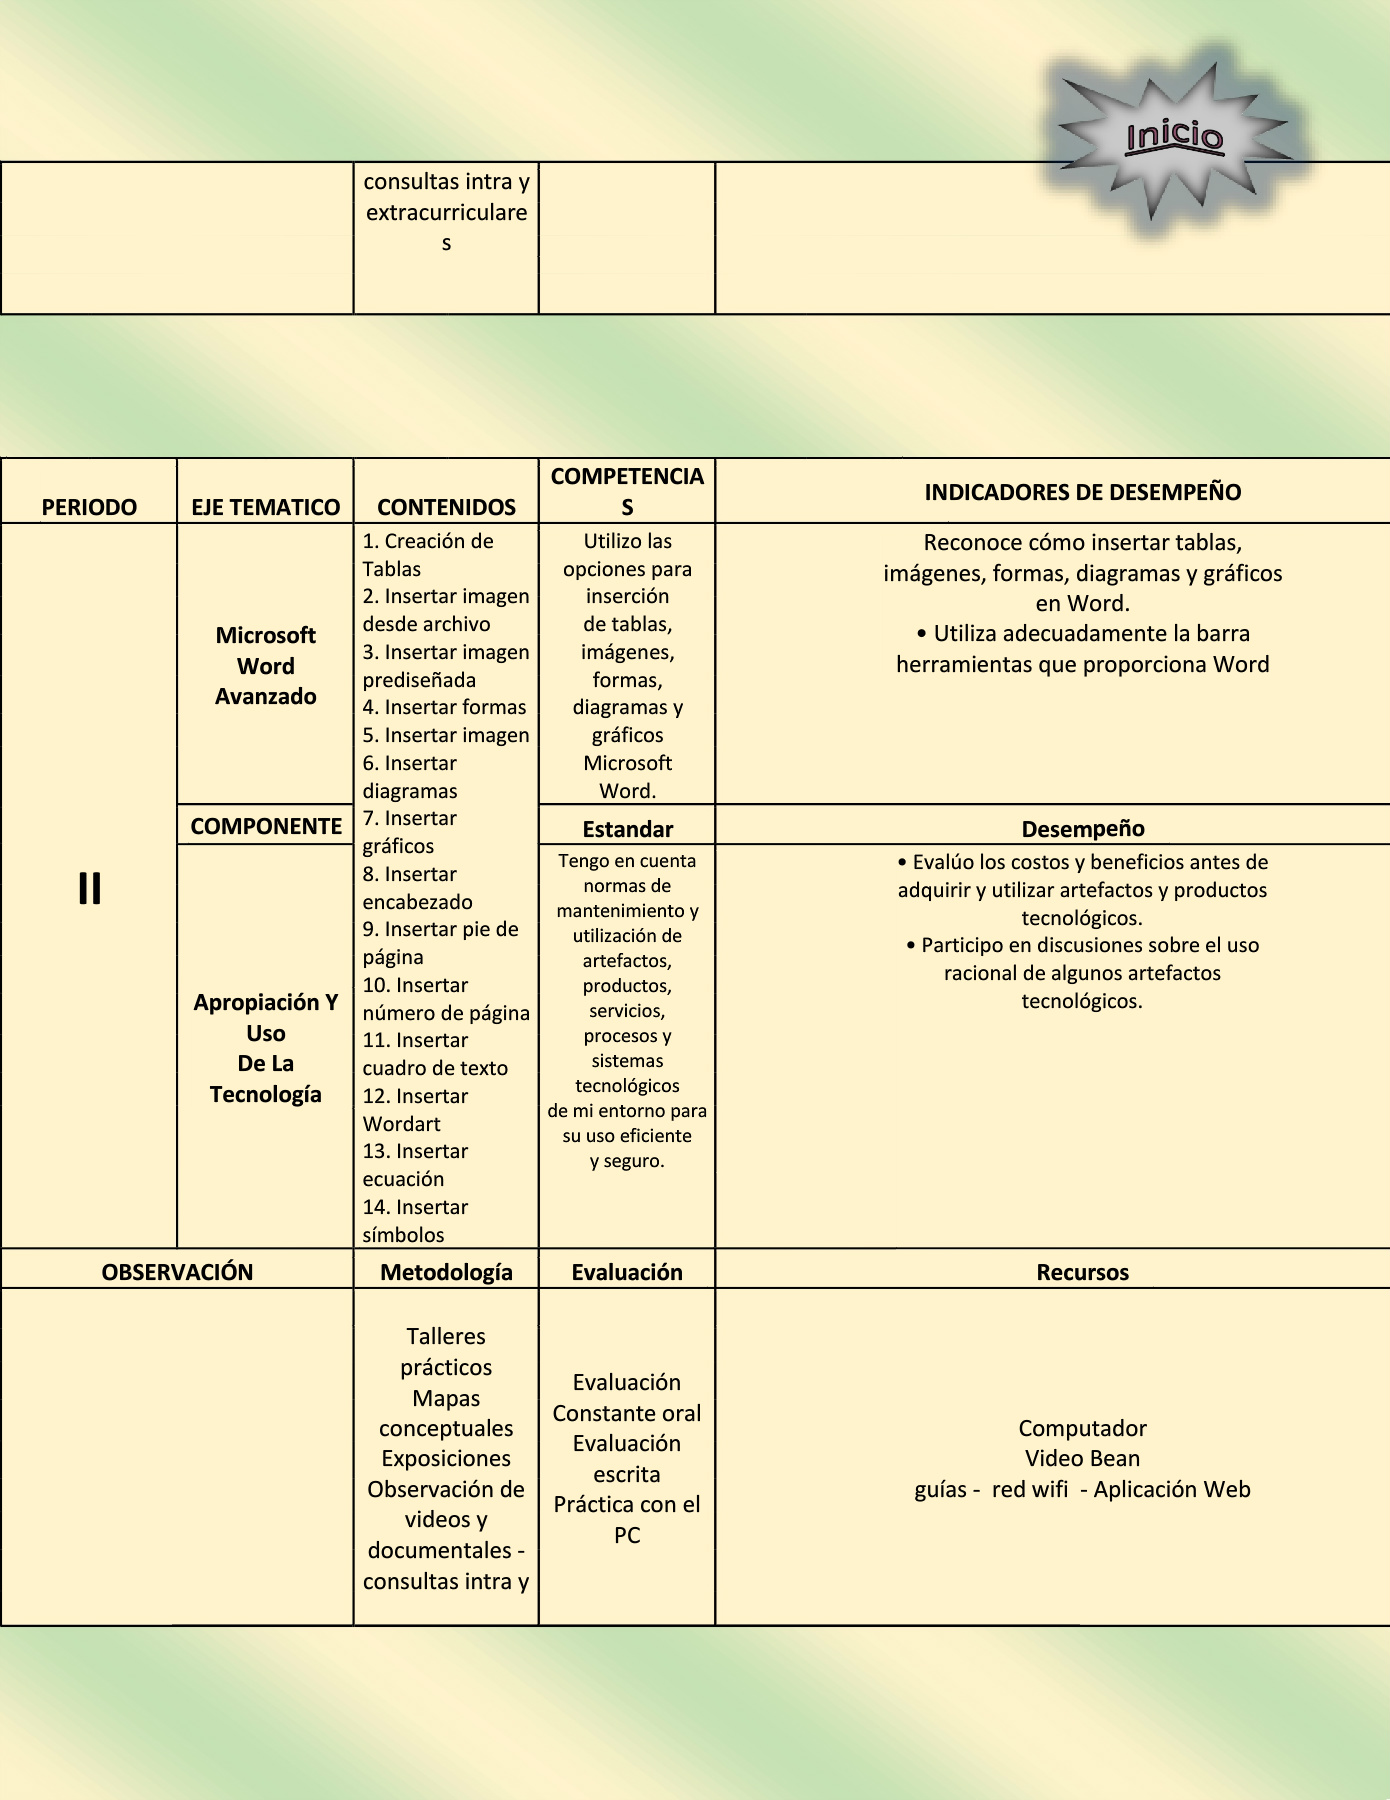 Inicio
consultas intra y
extracurriculare
s
PERIODO
EJE TEMATICO
CONTENIDOS
COMPETENCIA
S
INDICADORES DE DESEMPEÑO
II
Microsoft
Word
Avanzado
1. Creación de
Tablas
2. Insertar imagen
desde archivo
3. Insertar imagen
prediseñada
4. Insertar formas
5. Insertar imagen
6. Insertar
diagramas
7. Insertar
gráficos
8. Insertar
encabezado
9. Insertar pie de
página
10. Insertar
número de página
11. Insertar
cuadro de texto
12. Insertar
Wordart
13. Insertar
ecuación
14. Insertar
símbolos
Utilizo las
opciones para
inserción
de tablas,
imágenes,
formas,
diagramas y
gráficos
Microsoft
Word.
Reconoce cómo insertar tablas,
imágenes, formas, diagramas y gráficos
en Word.
• Utiliza adecuadamente la barra
herramientas que proporciona Word
COMPONENTE
Estandar
Desempeño
Apropiación Y
Uso
De La
Tecnología
Tengo en cuenta
normas de
mantenimiento y
utilización de
artefactos,
productos,
servicios,
procesos y
sistemas
tecnológicos
de mi entorno para
su uso eficiente
y seguro.
• Evalúo los costos y beneficios antes de
adquirir y utilizar artefactos y productos
tecnológicos.
• Participo en discusiones sobre el uso
racional de algunos artefactos
tecnológicos.
OBSERVACIÓN
Metodología
Evaluación
Recursos
Talleres
prácticos
Mapas
conceptuales
Exposiciones
Observación de
videos y
documentales -
consultas intra y
Evaluación
Constante oral
Evaluación
escrita
Práctica con el
PC
Computador
Video Bean
guías -  red wifi  - Aplicación Web